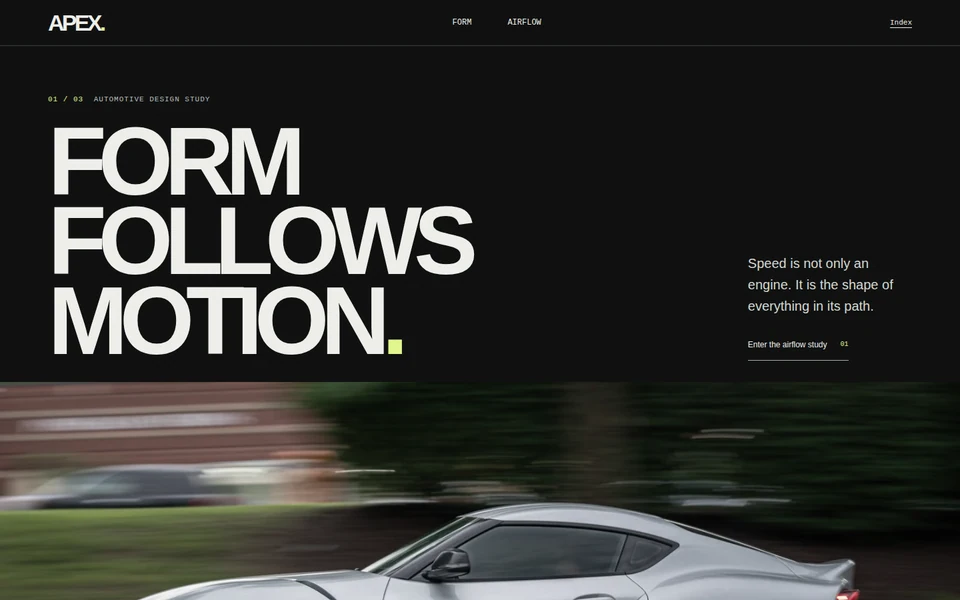 APEX.
FORM
AIRFLOW
Index
01 / 03 AUTOMOTIVE DESIGN STUDY
FORM
FOLLOWS
MOTION.
Speed is not only an
engine. It is the shape of
everything in its path.
Enter the airflow study 01